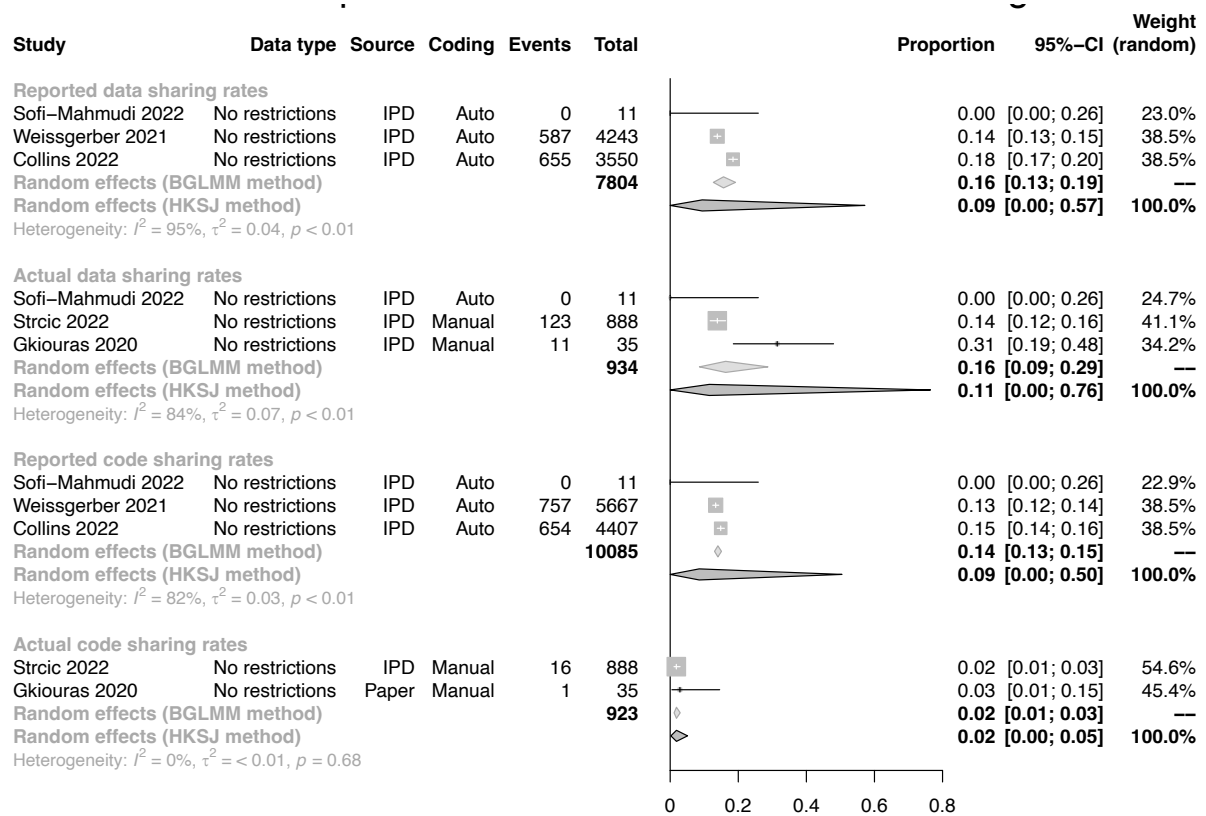 Weight
Study Data type Source Coding Events Total Proportion 95%−CI (random)
Reported data sharing rates
Sofi−Mahmudi 2022 No restrictions IPD Auto 0 11 0.00 [0.00; 0.26] 23.0%
Weissgerber 2021 No restrictions IPD Auto 587 4243 0.14 [0.13; 0.15] 38.5%
Collins 2022 No restrictions IPD Auto 655 3550 0.18 [0.17; 0.20] 38.5%
Random effects (BGLMM method) 7804 0.16 [0.13; 0.19] −−
Random effects (HKSJ method) 0.09 [0.00; 0.57] 100.0%
Heterogeneity: I² = 95%, τ² = 0.04, p < 0.01
Actual data sharing rates
Sofi−Mahmudi 2022 No restrictions IPD Auto 0 11 0.00 [0.00; 0.26] 24.7%
Strcic 2022 No restrictions IPD Manual 123 888 0.14 [0.12; 0.16] 41.1%
Gkiouras 2020 No restrictions IPD Manual 11 35 0.31 [0.19; 0.48] 34.2%
Random effects (BGLMM method) 934 0.16 [0.09; 0.29] −−
Random effects (HKSJ method) 0.11 [0.00; 0.76] 100.0%
Heterogeneity: I² = 84%, τ² = 0.07, p < 0.01
Reported code sharing rates
Sofi−Mahmudi 2022 No restrictions IPD Auto 0 11 0.00 [0.00; 0.26] 22.9%
Weissgerber 2021 No restrictions IPD Auto 757 5667 0.13 [0.12; 0.14] 38.5%
Collins 2022 No restrictions IPD Auto 654 4407 0.15 [0.14; 0.16] 38.5%
Random effects (BGLMM method) 10085 0.14 [0.13; 0.15] −−
Random effects (HKSJ method) 0.09 [0.00; 0.50] 100.0%
Heterogeneity: I² = 82%, τ² = 0.03, p < 0.01
Actual code sharing rates
Strcic 2022 No restrictions IPD Manual 16 888 0.02 [0.01; 0.03] 54.6%
Gkiouras 2020 No restrictions Paper Manual 1 35 0.03 [0.01; 0.15] 45.4%
Random effects (BGLMM method) 923 0.02 [0.01; 0.03] −−
Random effects (HKSJ method) 0.02 [0.00; 0.05] 100.0%
Heterogeneity: I² = 0%, τ² = < 0.01, p = 0.68
0 0.2 0.4 0.6 0.8